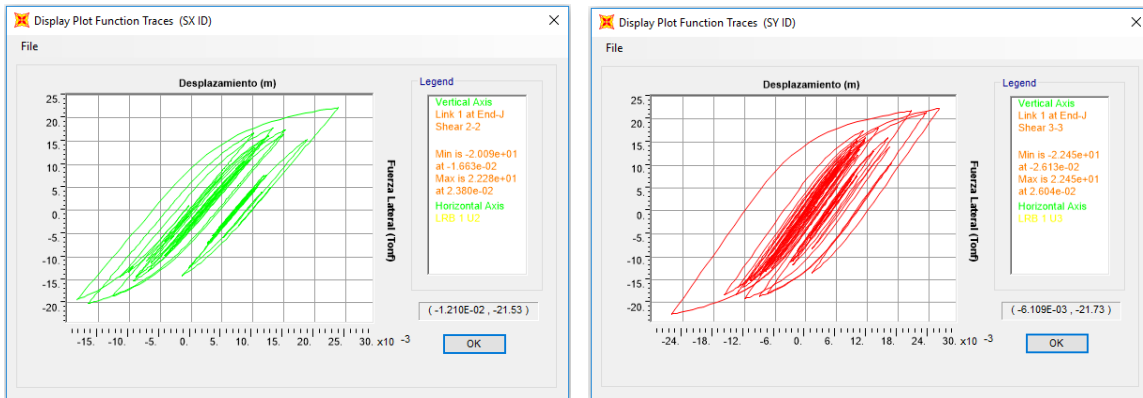 Display Plot Function Traces (SX ID)
File
Desplazamiento (m)
25.
20.
15.
10.
5.
0.
-5.
-10.
-15.
-20.
-15. -10. -5. 0. 5. 10. 15. 20. 25. 30. x10 -3
Fuerza Lateral (Tonf)
Legend
Vertical Axis
Link 1 at End-J
Shear 2-2
Min is -2.009e+01
at -1.663e-02
Max is 2.228e+01
at 2.380e-02
Horizontal Axis
LRB 1 U2
( -1.210E-02 , -21.53 )
OK
Display Plot Function Traces (SY ID)
File
Desplazamiento (m)
25.
20.
15.
10.
5.
0.
-5.
-10.
-15.
-20.
-24. -18. -12. -6. 0. 6. 12. 18. 24. 30. x10 -3
Fuerza Lateral (Tonf)
Legend
Vertical Axis
Link 1 at End-J
Shear 3-3
Min is -2.245e+01
at -2.613e-02
Max is 2.245e+01
at 2.604e-02
Horizontal Axis
LRB 1 U3
( -6.109E-03 , -21.73 )
OK